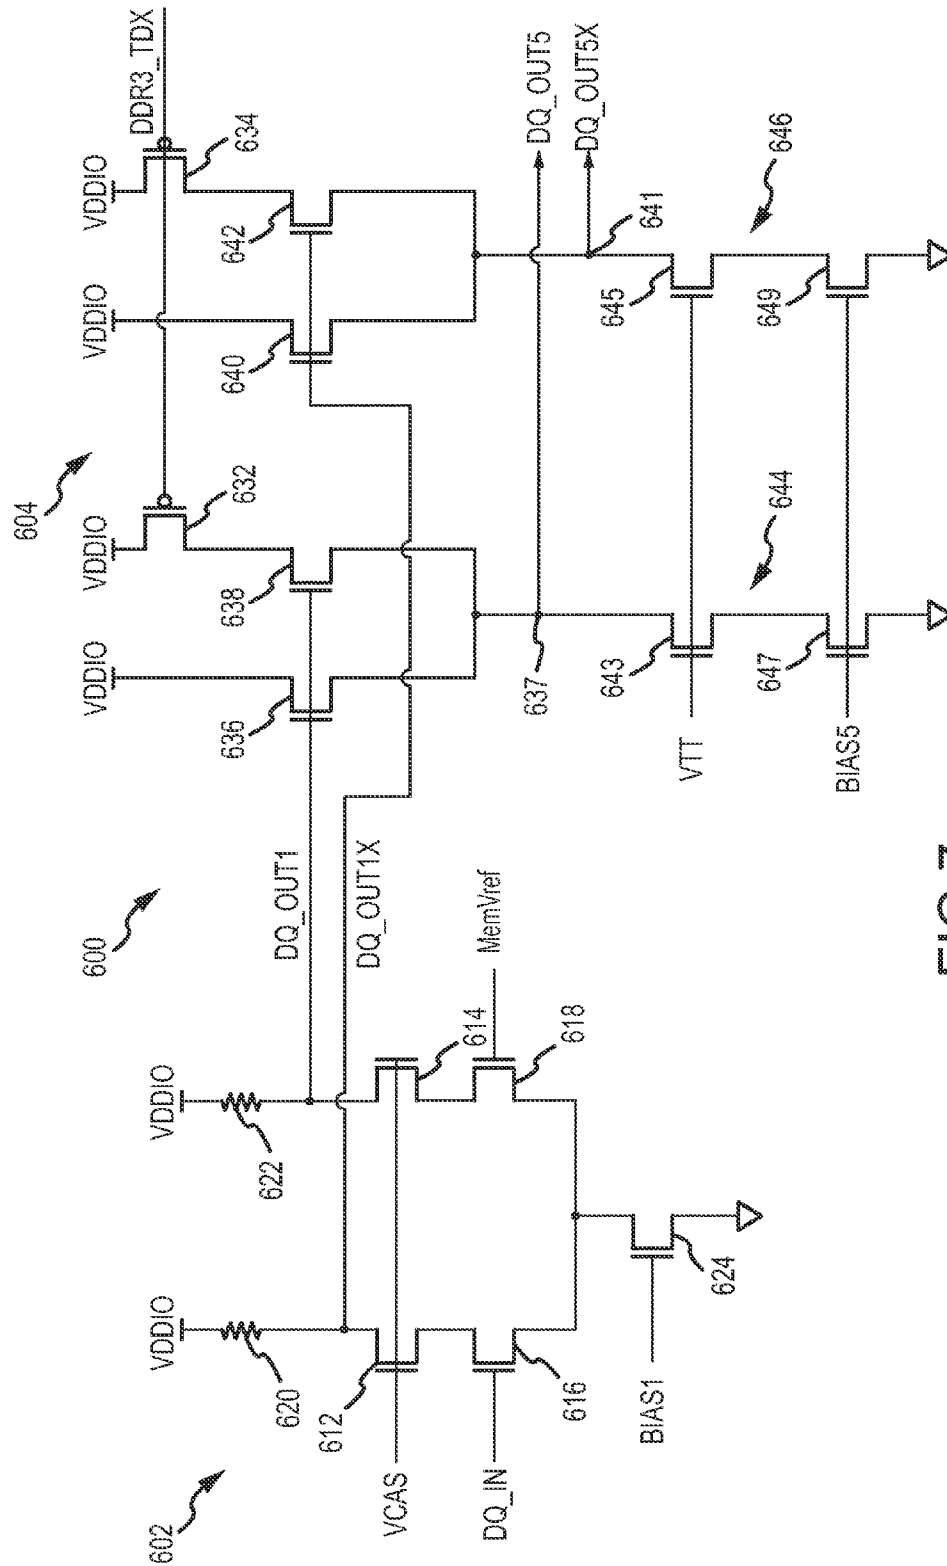 602
VDDIO
620
612
VCAS
DQ_IN
616
BIAS1
624
VDDIO
622
614
618
MemVref
600
DQ_OUT1
DQ_OUT1X
604
VDDIO
636
VDDIO
632
638
637
VDDIO
640
VDDIO
634
642
DDR3_TDX
DQ_OUT5
DQ_OUT5X
641
VTT
643
644
645
646
BIAS5
647
649